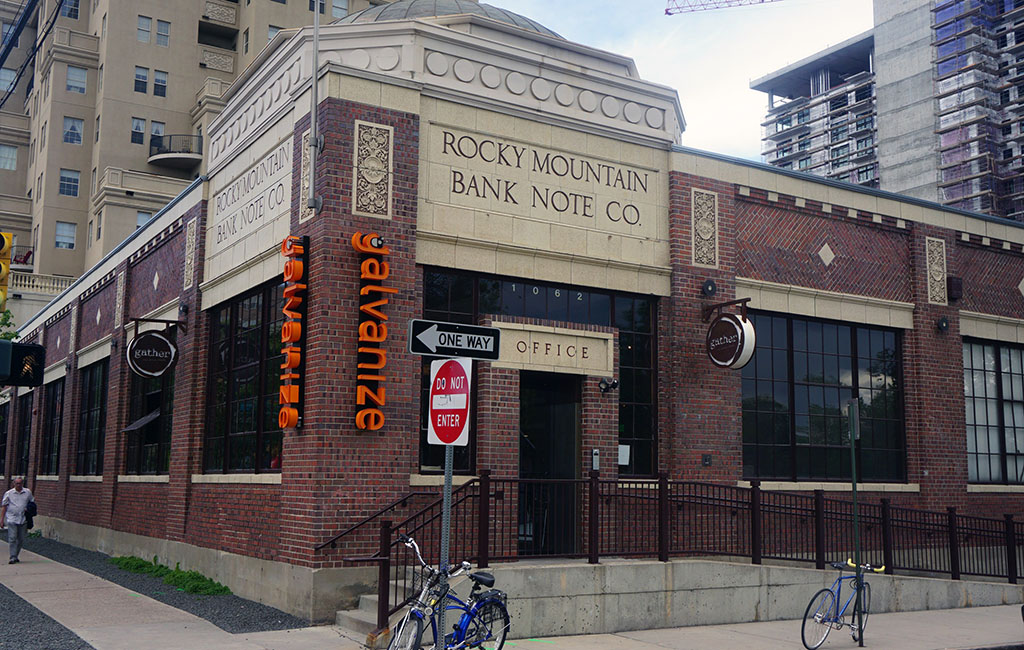 ROCKY MOUNTAIN
BANK NOTE CO.
ROCKY MOUNTAIN
BANK NOTE CO.
galvanize
galvanize
1062
OFFICE
ONE WAY
DO NOT
ENTER
gather
gather